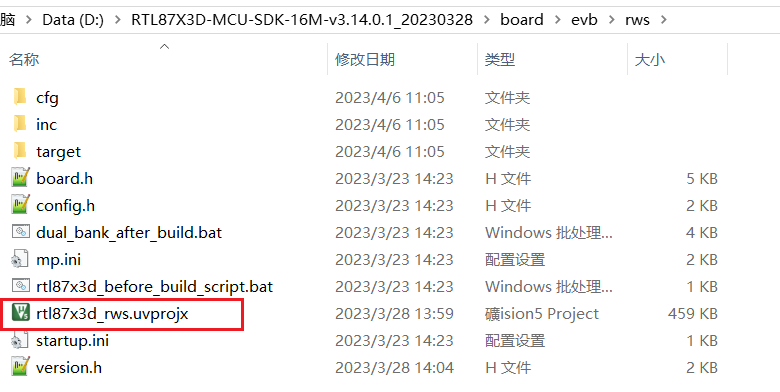 脑 > Data (D:) > RTL87X3D-MCU-SDK-16M-v3.14.0.1_20230328 > board > evb > rws >
名称 修改日期 类型 大小
cfg 2023/4/6 11:05 文件夹
inc 2023/4/6 11:05 文件夹
target 2023/4/6 11:05 文件夹
board.h 2023/3/23 14:23 H 文件 5 KB
config.h 2023/3/23 14:23 H 文件 2 KB
dual_bank_after_build.bat 2023/3/23 14:23 Windows 批处理... 4 KB
mp.ini 2023/3/23 14:23 配置设置 2 KB
rtl87x3d_before_build_script.bat 2023/3/23 14:23 Windows 批处理... 1 KB
rtl87x3d_rws.uvprojx 2023/3/28 13:59 礦ision5 Project 459 KB
startup.ini 2023/3/23 14:23 配置设置 1 KB
version.h 2023/3/28 14:04 H 文件 2 KB